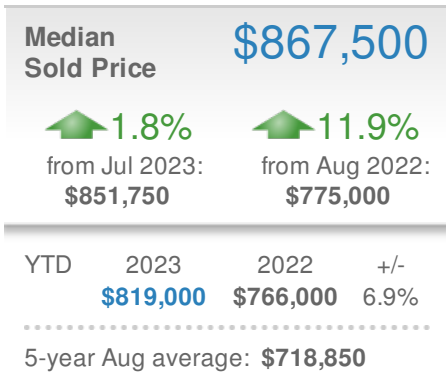 Median
Sold Price
$867,500
1.8%
from Jul 2023:
$851,750
11.9%
from Aug 2022:
$775,000
YTD 2023 2022 +/-
$819,000 $766,000 6.9%
5-year Aug average: $718,850